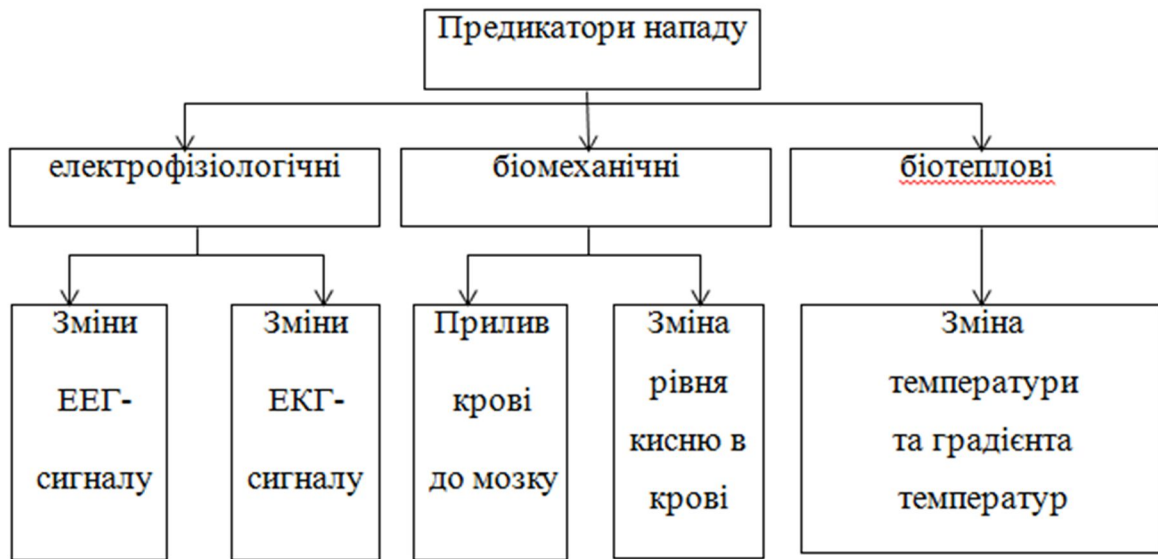 Предикатори нападу
електрофізіологічні
біомеханічні
біотеплові
Зміни
ЕЕГ-
сигналу
Зміни
ЕКГ-
сигналу
Прилив
крові
до мозку
Зміна
рівня
кисню в
крові
Зміна
температури
та градієнта
температур